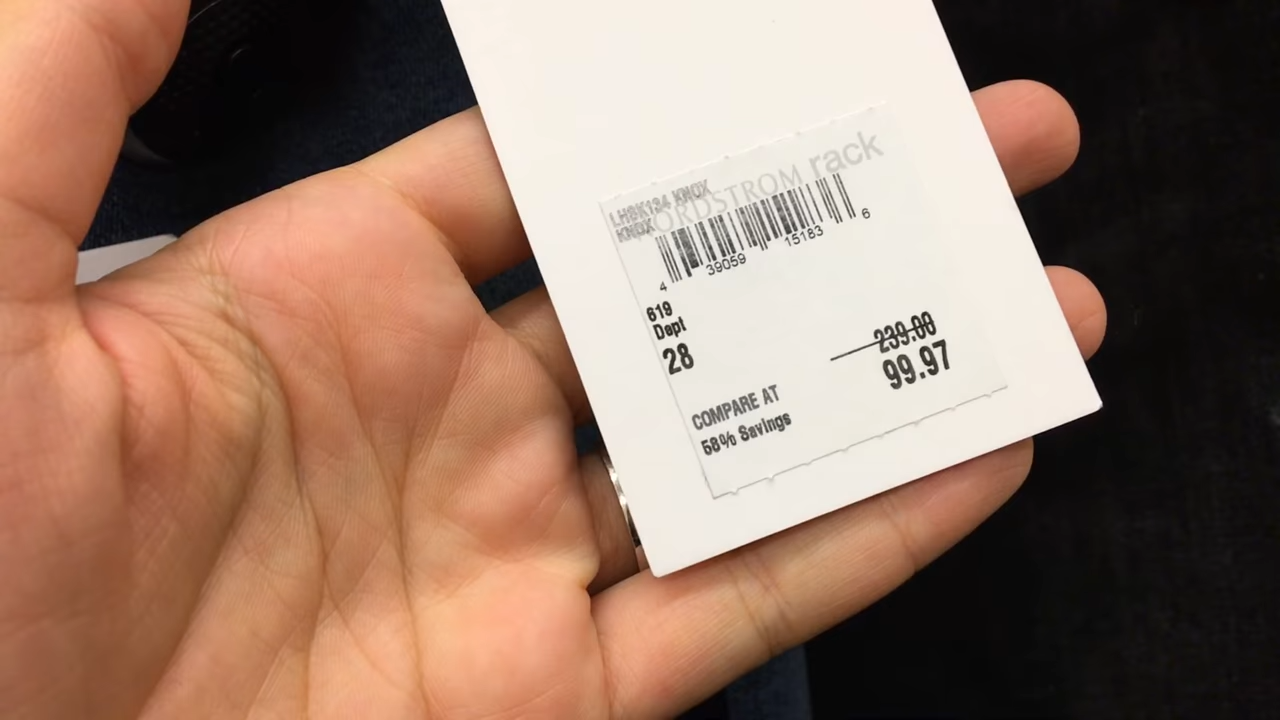 NORDSTROM rack
LHSK134 KNOX
KNOX
4 39059 15183 6
619
Dept
28
239.00
99.97
COMPARE AT
58% Savings